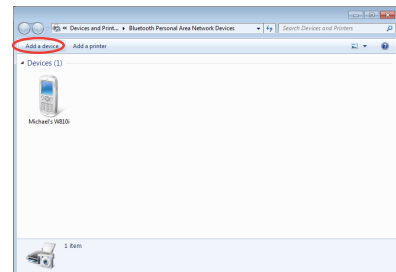 « Devices and Print... ▸ Bluetooth Personal Area Network Devices
Search Devices and Printers
Add a device Add a printer
Devices (1)
Michael's W810i
1 item